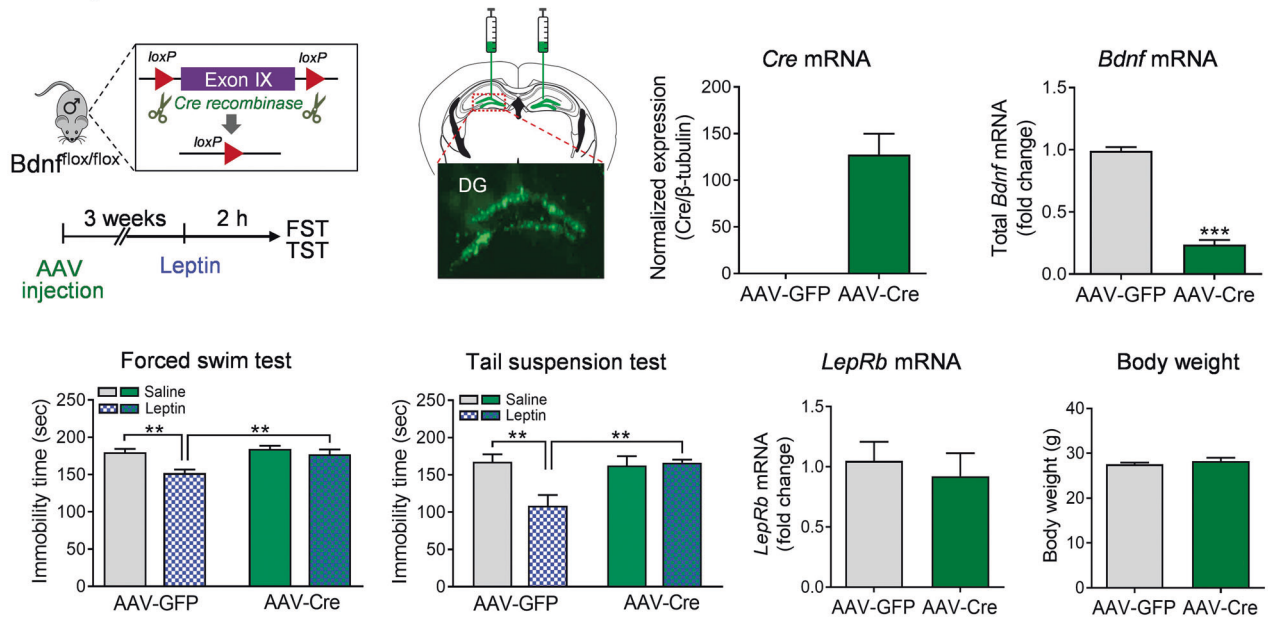 loxP
loxP
Exon IX
Cre recombinase
loxP
♂
Bdnfflox/flox
3 weeks
2 h
FST
TST
Leptin
AAV
injection
DG
Cre mRNA
Normalized expression
(Cre/β-tubulin)
200
150
100
50
0
AAV-GFP
AAV-Cre
Bdnf mRNA
Total Bdnf mRNA
(fold change)
1.5
1.0
0.5
0.0
***
AAV-GFP
AAV-Cre
Forced swim test
Saline
Leptin
Immobility time (sec)
250
200
150
100
50
0
**
**
AAV-GFP
AAV-Cre
Tail suspension test
Saline
Leptin
Immobility time (sec)
250
200
150
100
50
0
**
**
AAV-GFP
AAV-Cre
LepRb mRNA
LepRb mRNA
(fold change)
1.5
1.0
0.5
0.0
AAV-GFP
AAV-Cre
Body weight
Body weight (g)
40
30
20
10
0
AAV-GFP
AAV-Cre